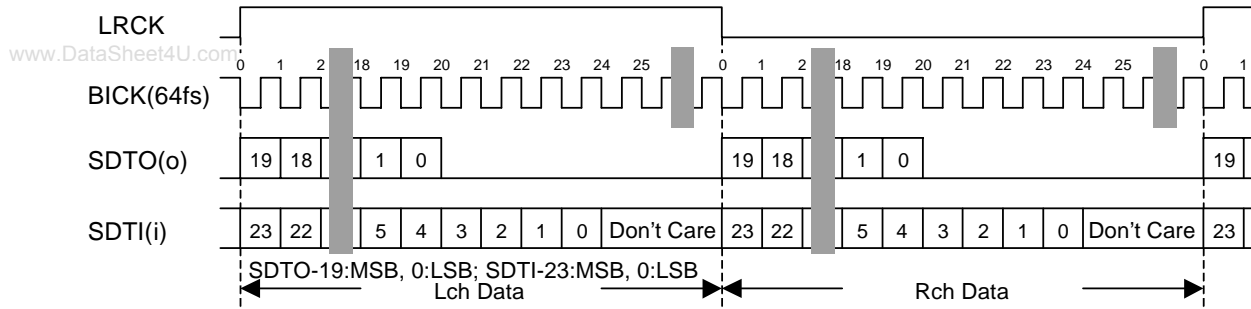 LRCK
www.DataSheet4U.com
0 1 2 18 19 20 21 22 23 24 25 0 1 2 18 19 20 21 22 23 24 25 0 1
BICK(64fs)
SDTO(o) 19 18 1 0 19 18 1 0 19
SDTI(i) 23 22 5 4 3 2 1 0 Don't Care 23 22 5 4 3 2 1 0 Don't Care 23
SDTO-19:MSB, 0:LSB; SDTI-23:MSB, 0:LSB
Lch Data Rch Data